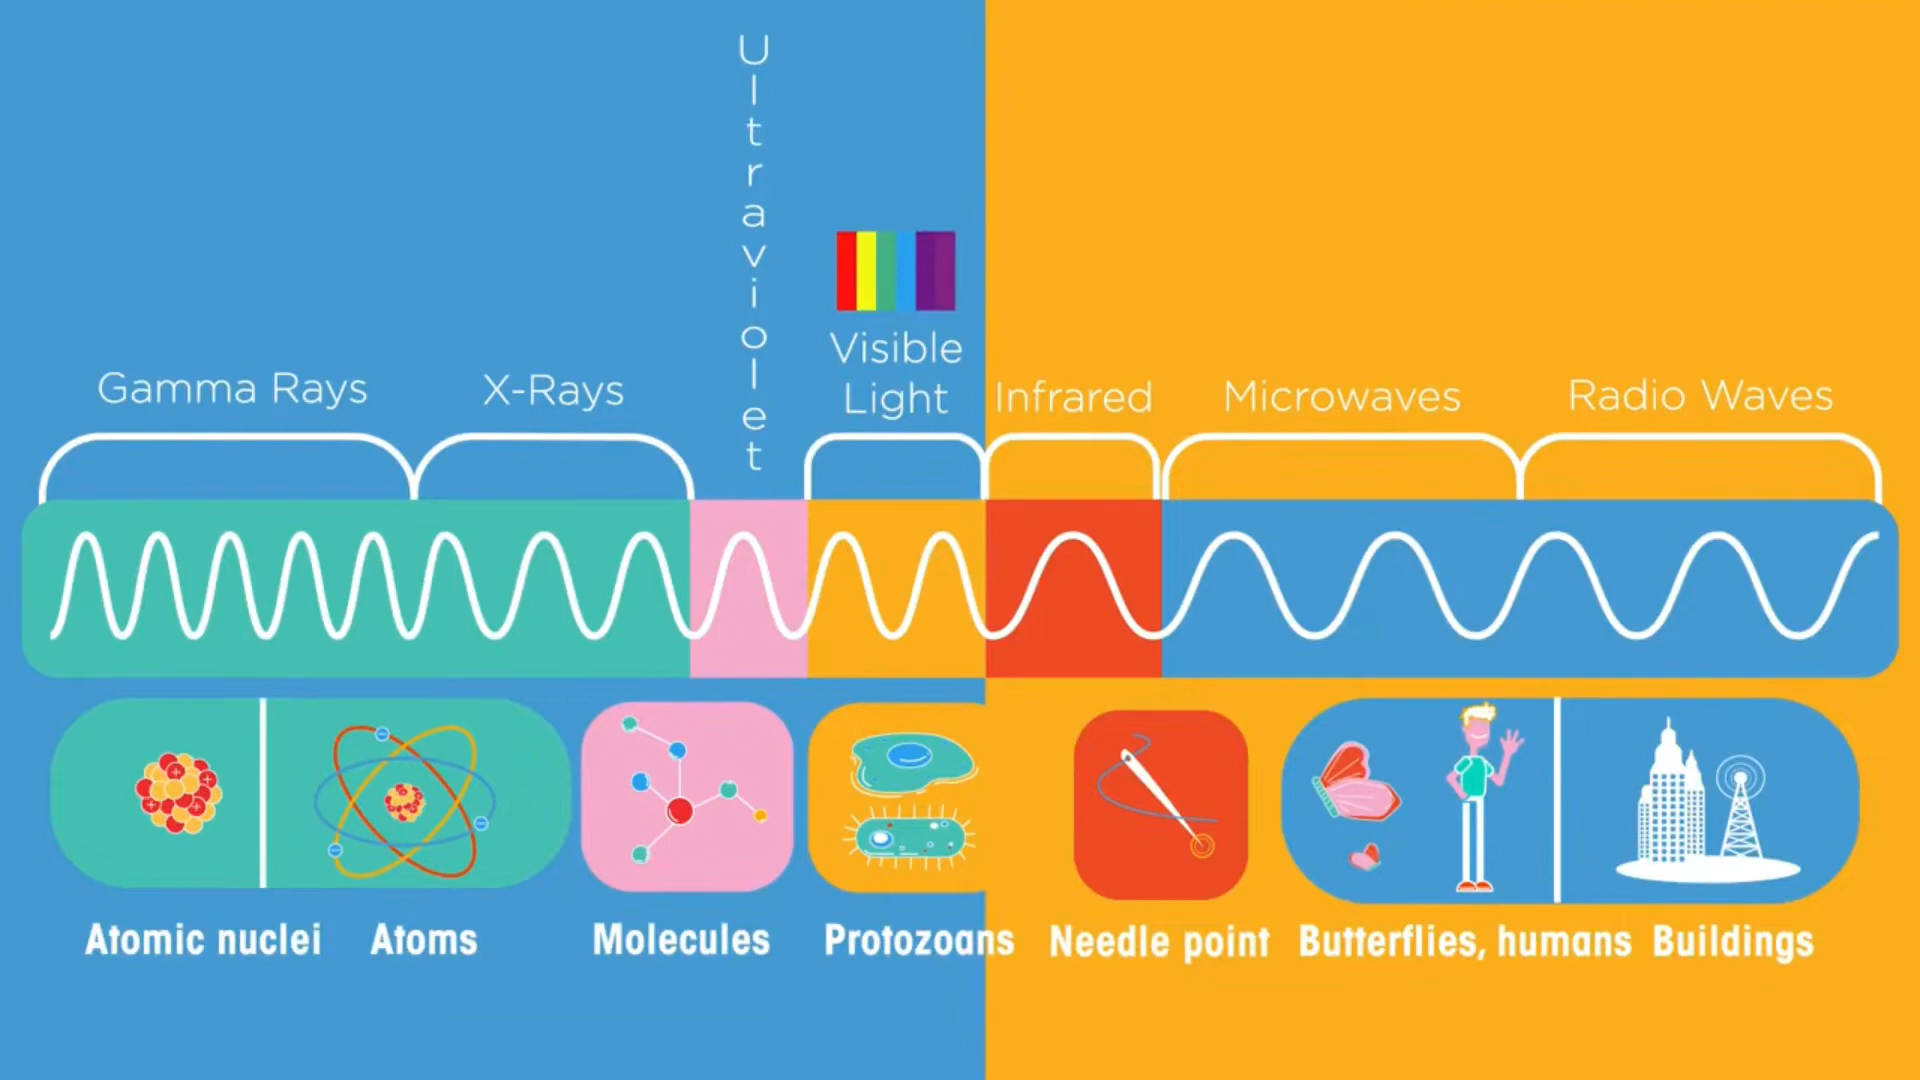 Ultraviolet
Visible
Light
Gamma Rays X-Rays Infrared Microwaves Radio Waves
Atomic nuclei Atoms Molecules Protozoans Needle point Butterflies, humans Buildings